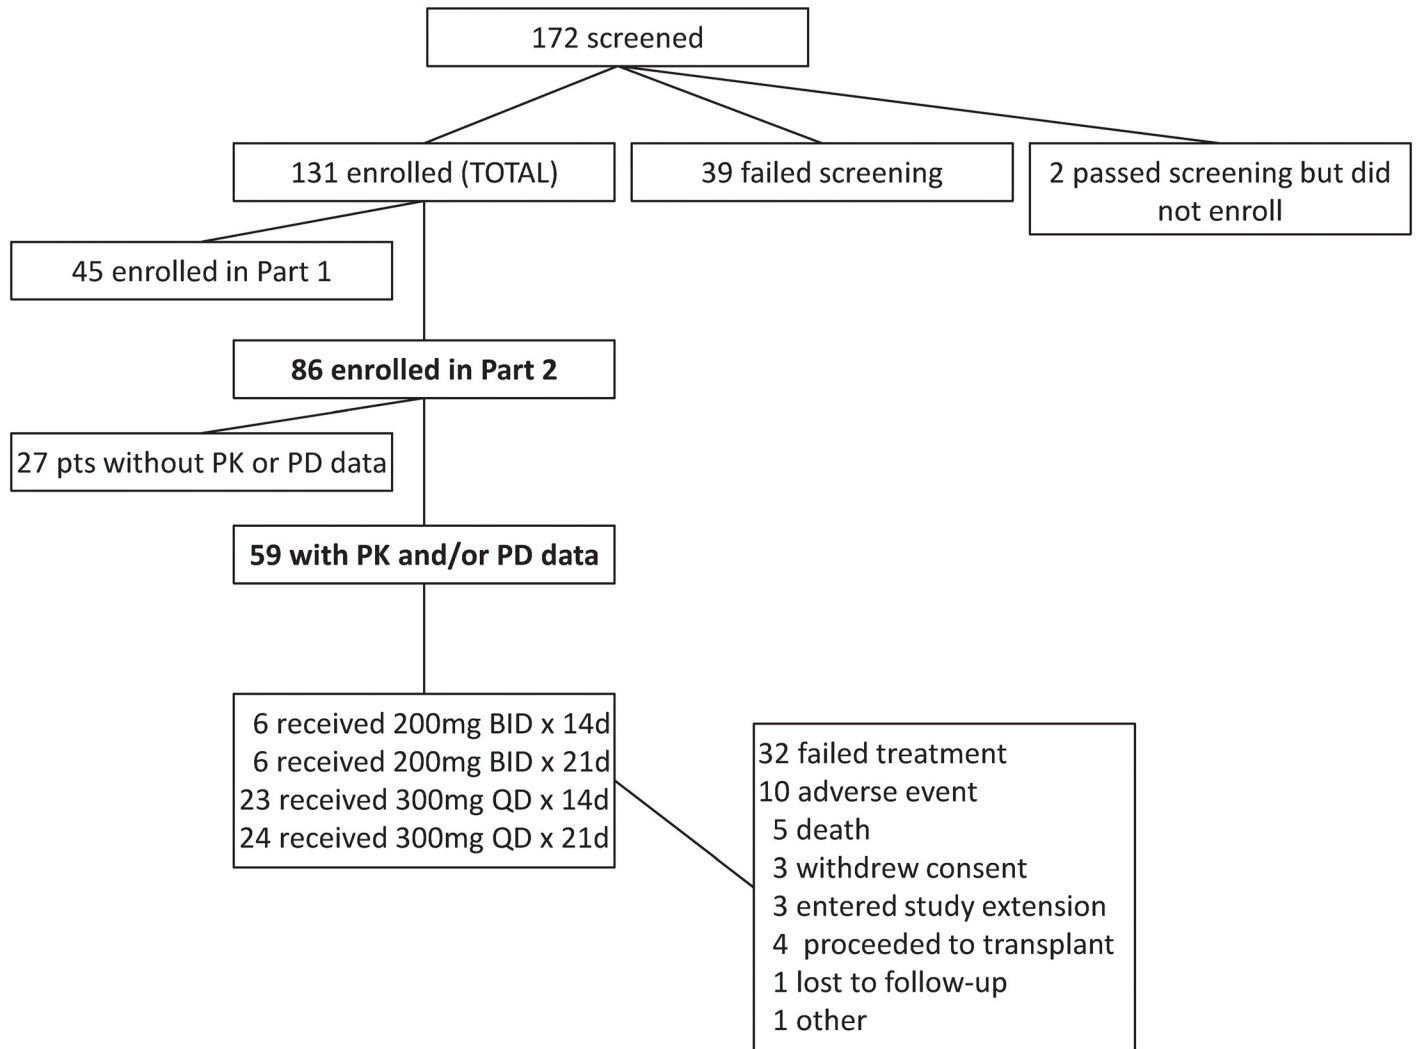 172 screened
131 enrolled (TOTAL)
39 failed screening
2 passed screening but did
not enroll
45 enrolled in Part 1
86 enrolled in Part 2
27 pts without PK or PD data
59 with PK and/or PD data
6 received 200mg BID x 14d
6 received 200mg BID x 21d
23 received 300mg QD x 14d
24 received 300mg QD x 21d
32 failed treatment
10 adverse event
5 death
3 withdrew consent
3 entered study extension
4 proceeded to transplant
1 lost to follow-up
1 other